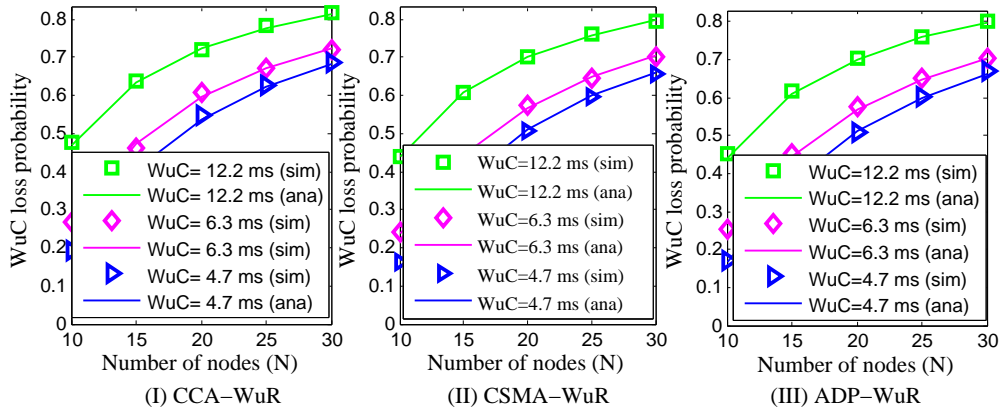 WuC loss probability
0.8
0.7
0.6
0.5
0.4
0.3
0.2
0.1
0
WuC= 12.2 ms (sim)
WuC= 12.2 ms (ana)
WuC= 6.3 ms (sim)
WuC= 6.3 ms (ana)
WuC= 4.7 ms (sim)
WuC= 4.7 ms (ana)
10 15 20 25 30
Number of nodes (N)
(I) CCA−WuR
WuC loss probability
0.8
0.7
0.6
0.5
0.4
0.3
0.2
0.1
0
WuC=12.2 ms (sim)
WuC=12.2 ms (ana)
WuC=6.3 ms (sim)
WuC=6.3 ms (ana)
WuC=4.7 ms (sim)
WuC=4.7 ms (ana)
10 15 20 25 30
Number of nodes (N)
(II) CSMA−WuR
WuC loss probability
0.8
0.7
0.6
0.5
0.4
0.3
0.2
0.1
0
WuC=12.2 ms (sim)
WuC=12.2 ms (ana)
WuC=6.3 ms (sim)
WuC=6.3 ms (ana)
WuC=4.7 ms (sim)
WuC=4.7 ms (ana)
10 15 20 25 30
Number of nodes (N)
(III) ADP−WuR